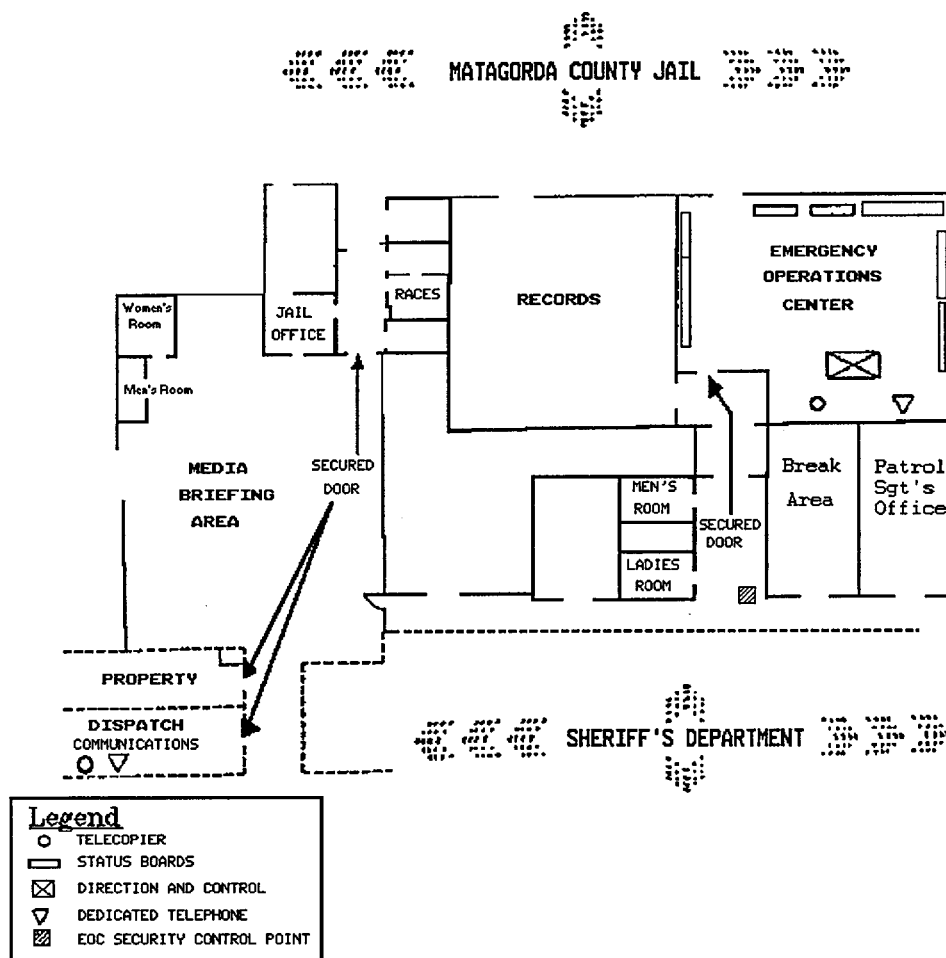 MATAGORDA COUNTY JAIL
EMERGENCY
OPERATIONS
CENTER
RACES
RECORDS
Women's
Room
JAIL
OFFICE
Men's Room
MEDIA
BRIEFING
AREA
SECURED
DOOR
Break
Area
Patrol
Sgt's
Office
MEN'S
ROOM
SECURED
DOOR
LADIES
ROOM
PROPERTY
DISPATCH
COMMUNICATIONS
SHERIFF'S DEPARTMENT
Legend
TELECOPIER
STATUS BOARDS
DIRECTION AND CONTROL
DEDICATED TELEPHONE
EOC SECURITY CONTROL POINT